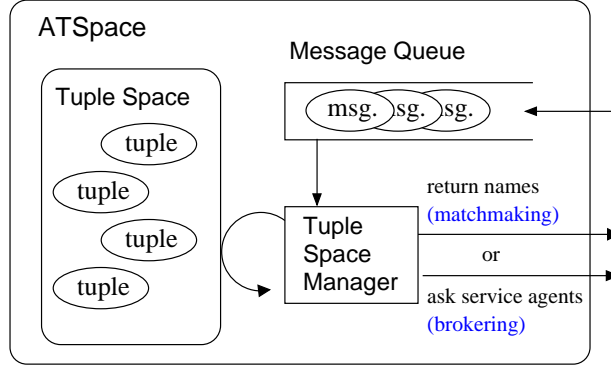 ATSpace
Message Queue
Tuple Space
msg.
sg.
sg.
tuple
tuple
tuple
tuple
Tuple
Space
Manager
return names
(matchmaking)
or
ask service agents
(brokering)